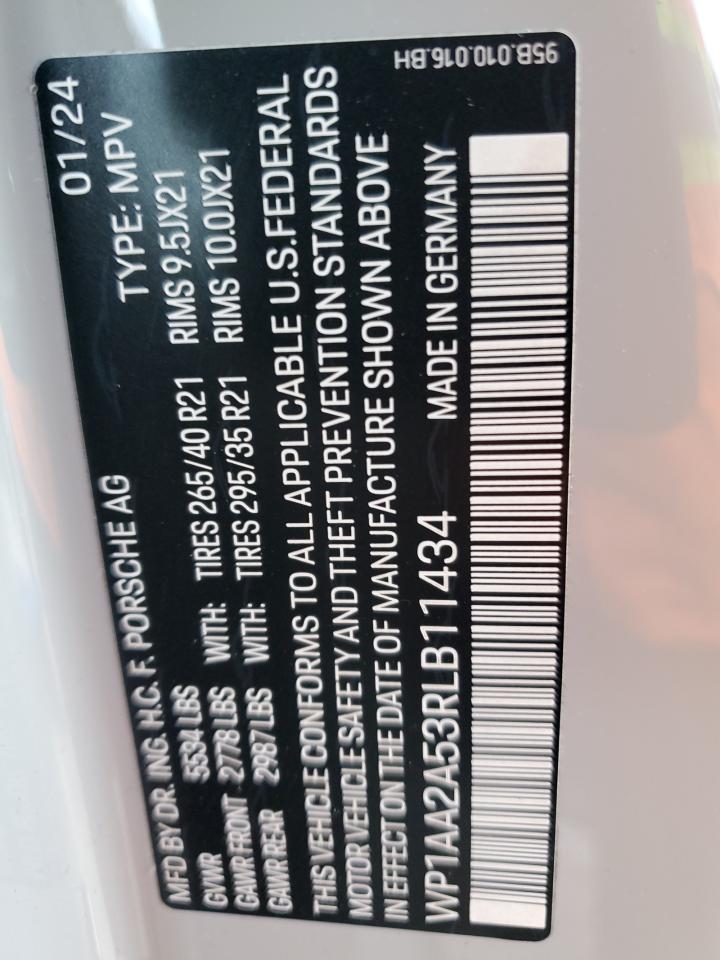 MFD BY DR. ING. H.C. F. PORSCHE AG 01/24
GVWR 5534 LBS TYPE: MPV
GAWR FRONT 2778 LBS WITH: TIRES 265/40 R21 RIMS 9.5JX21
GAWR REAR 2987 LBS WITH: TIRES 295/35 R21 RIMS 10.0JX21
THIS VEHICLE CONFORMS TO ALL APPLICABLE U.S.FEDERAL
MOTOR VEHICLE SAFETY AND THEFT PREVENTION STANDARDS
IN EFFECT ON THE DATE OF MANUFACTURE SHOWN ABOVE
WP1AA2A53RLB11434 MADE IN GERMANY
95B.010.016.BH